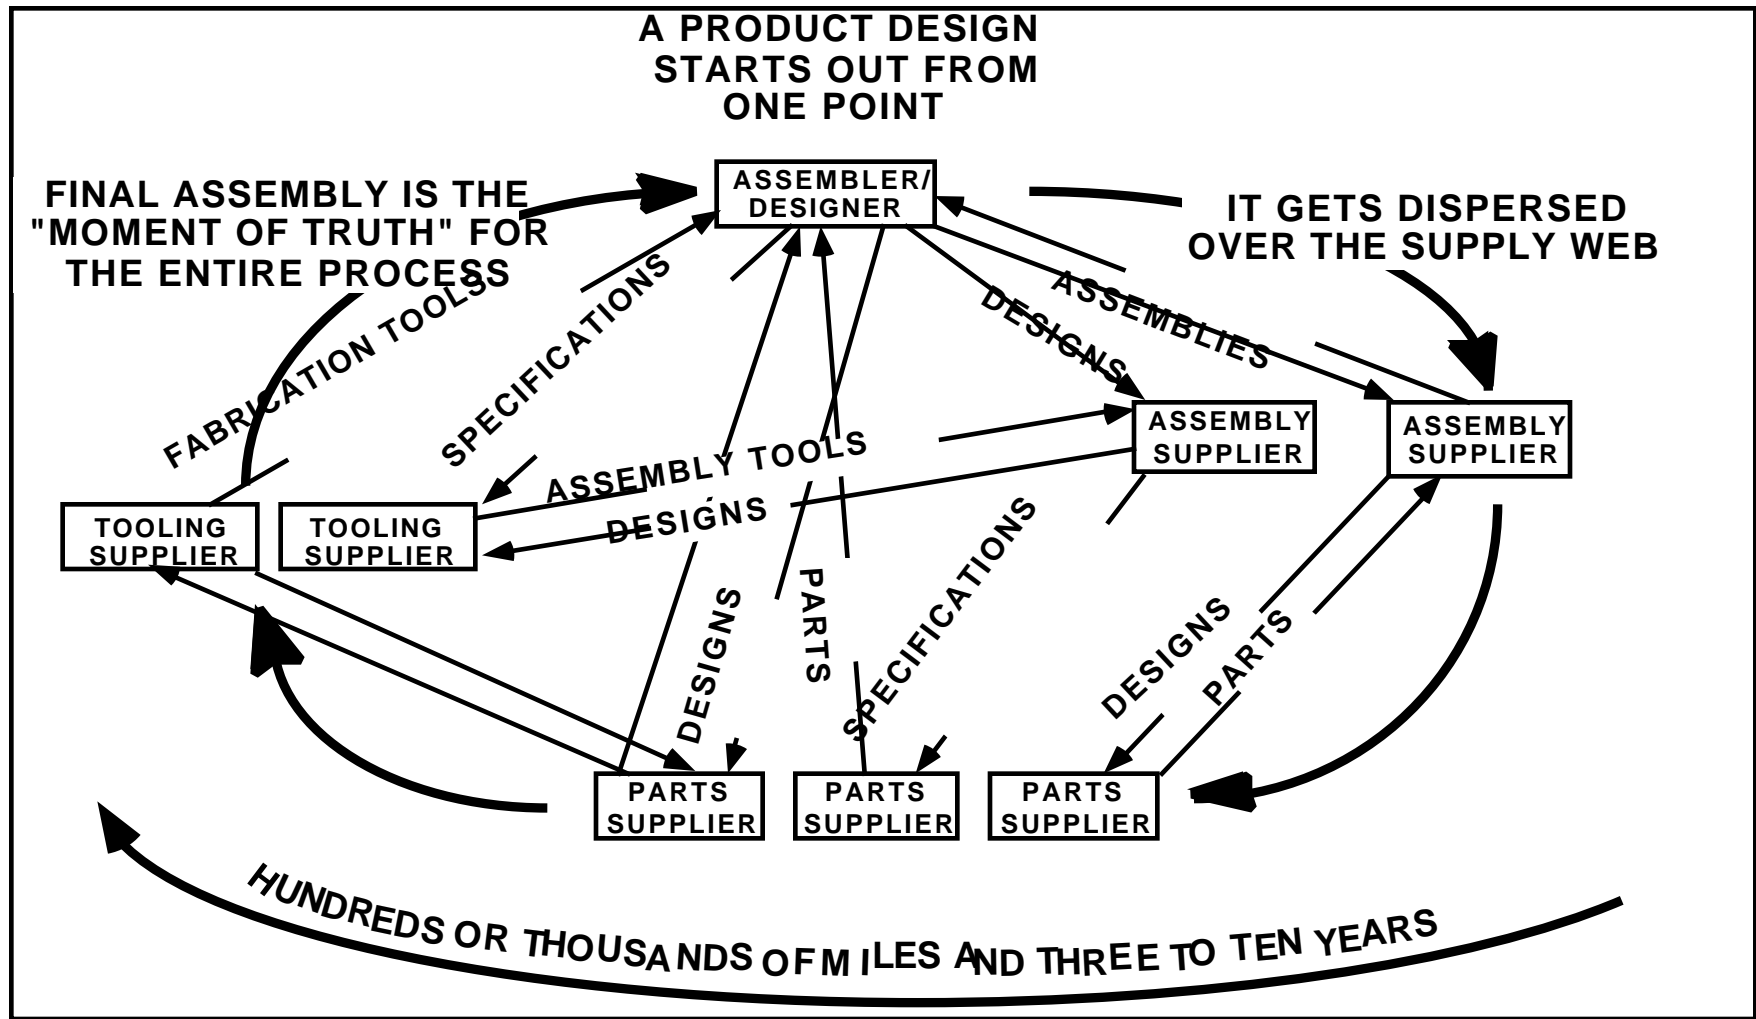 A PRODUCT DESIGN
STARTS OUT FROM
ONE POINT
FINAL ASSEMBLY IS THE
"MOMENT OF TRUTH" FOR
THE ENTIRE PROCESS
ASSEMBLER/
DESIGNER
IT GETS DISPERSED
OVER THE SUPPLY WEB
FABRICATION TOOLS
SPECIFICATIONS
DESIGNS
ASSEMBLIES
ASSEMBLY
SUPPLIER
ASSEMBLY
SUPPLIER
ASSEMBLY TOOLS
DESIGNS
TOOLING
SUPPLIER
TOOLING
SUPPLIER
DESIGNS
PARTS
SPECIFICATIONS
DESIGNS
PARTS
PARTS
SUPPLIER
PARTS
SUPPLIER
PARTS
SUPPLIER
HUNDREDS OR THOUSANDS OF MILES AND THREE TO TEN YEARS